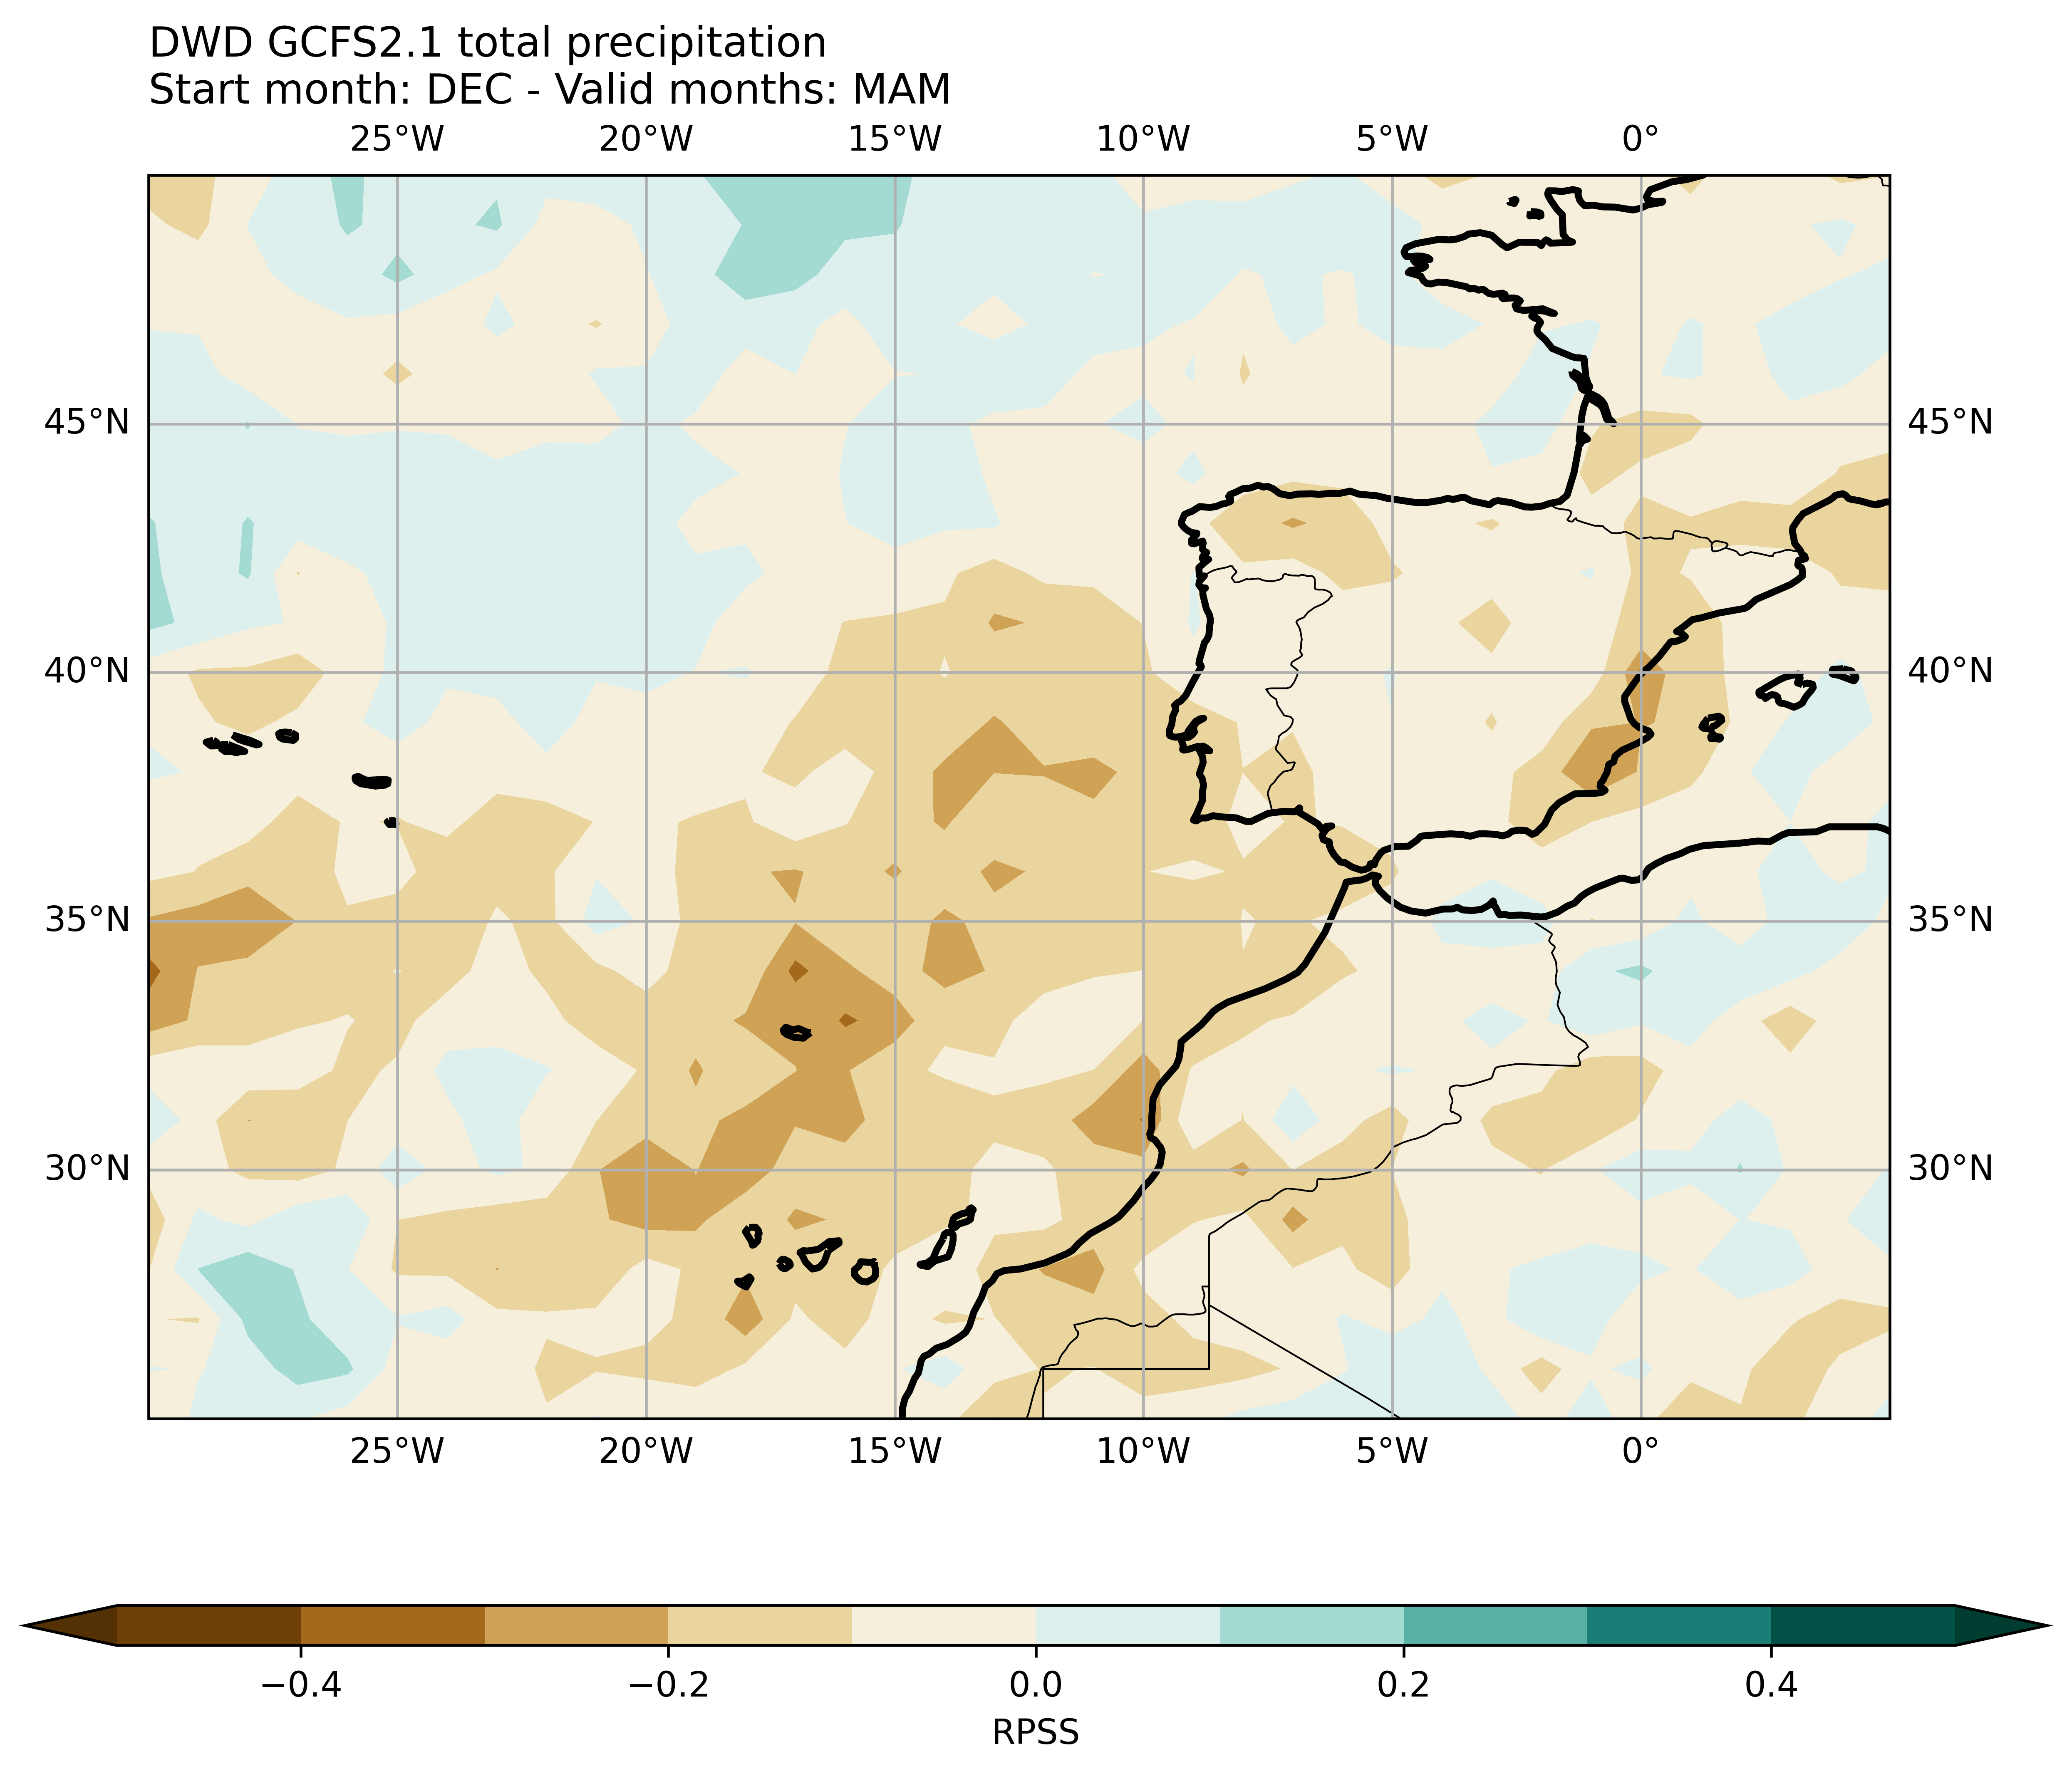 DWD GCFS2.1 total precipitation
Start month: DEC - Valid months: MAM
25°W 20°W 15°W 10°W 5°W 0°
45°N 45°N
40°N 40°N
35°N 35°N
30°N 30°N
25°W 20°W 15°W 10°W 5°W 0°
−0.4 −0.2 0.0 0.2 0.4
RPSS